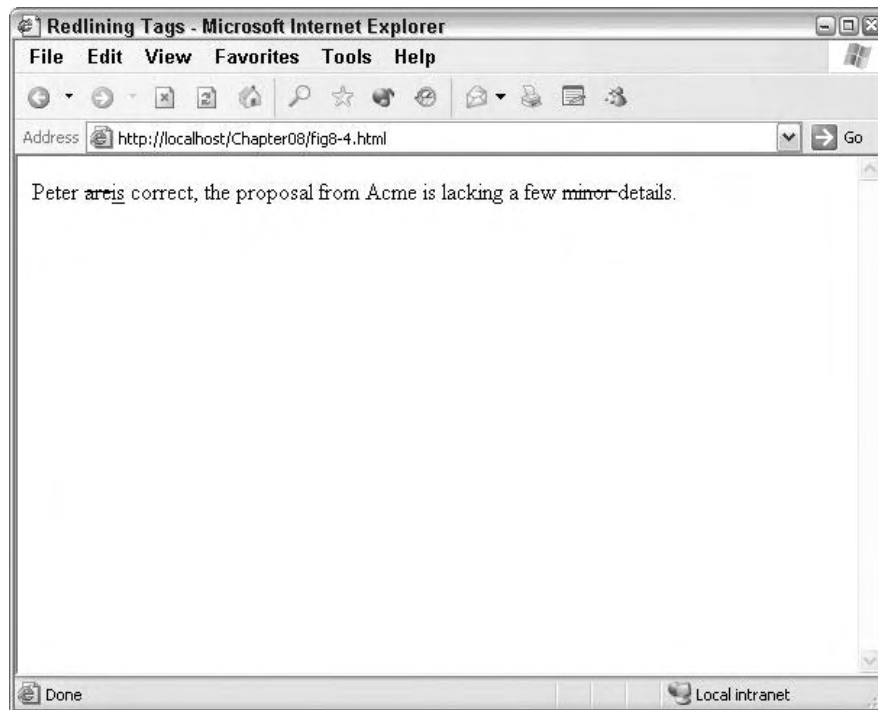 Redlining Tags - Microsoft Internet Explorer
File Edit View Favorites Tools Help
Address http://localhost/Chapter08/fig8-4.html Go
Peter areis correct, the proposal from Acme is lacking a few minor details.
Done Local intranet